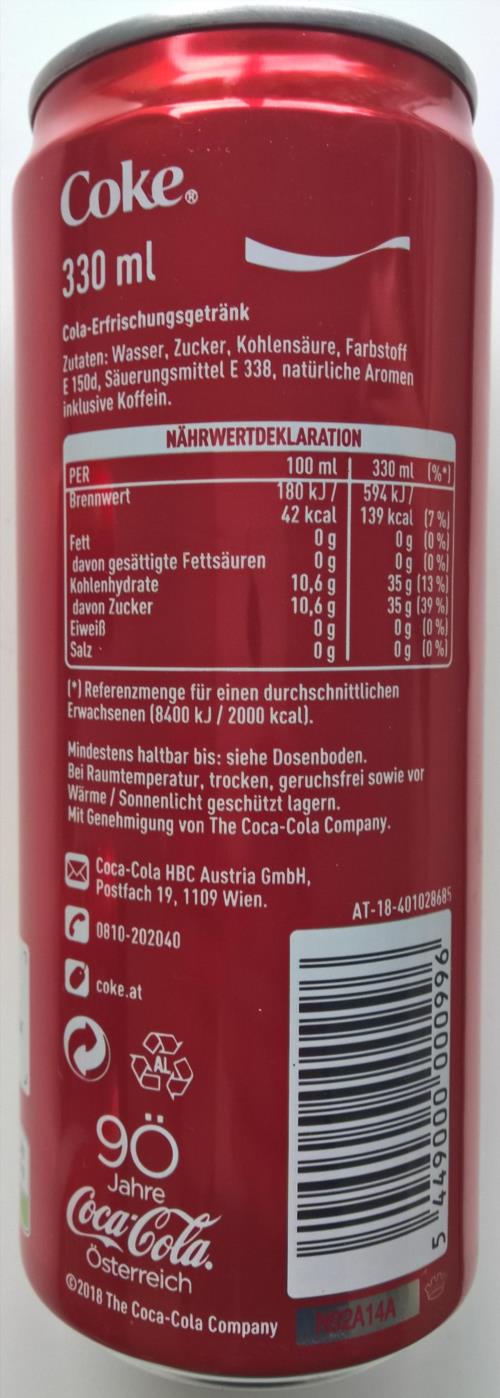 Coke®
330 ml
Cola-Erfrischungsgetränk
Zutaten: Wasser, Zucker, Kohlensäure, Farbstoff
E 150d, Säuerungsmittel E 338, natürliche Aromen
inklusive Koffein.
NÄHRWERTDEKLARATION
PER 100 ml 330 ml (%*)
Brennwert 180 kJ / 594 kJ /
42 kcal 139 kcal (7 %)
Fett 0 g 0 g (0 %)
davon gesättigte Fettsäuren 0 g 0 g (0 %)
Kohlenhydrate 10,6 g 35 g (13 %)
davon Zucker 10,6 g 35 g (39 %)
Eiweiß 0 g 0 g (0 %)
Salz 0 g 0 g (0 %)
(*) Referenzmenge für einen durchschnittlichen
Erwachsenen (8400 kJ / 2000 kcal).
Mindestens haltbar bis: siehe Dosenboden.
Bei Raumtemperatur, trocken, geruchsfrei sowie vor
Wärme / Sonnenlicht geschützt lagern.
Mit Genehmigung von The Coca-Cola Company.
Coca-Cola HBC Austria GmbH,
Postfach 19, 1109 Wien.
AT-18-401028685
0810-202040
coke.at
AL
5 449000 000996
90
Jahre
Coca-Cola.
Österreich
©2018 The Coca-Cola Company